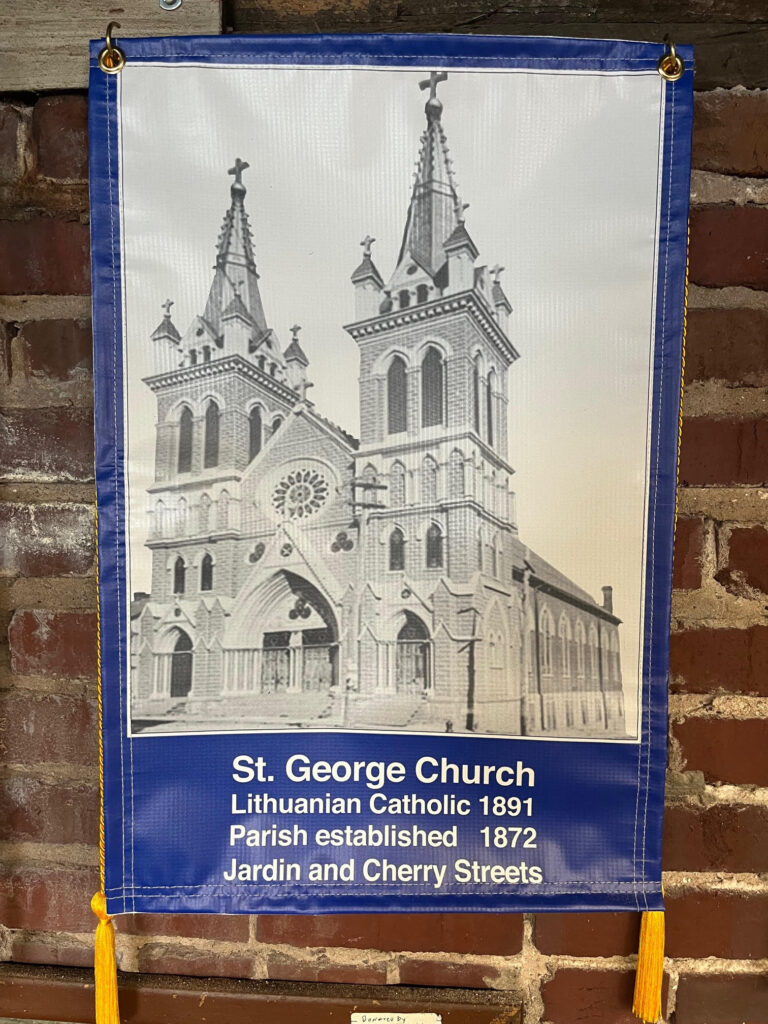 St. George Church
Lithuanian Catholic 1891
Parish established 1872
Jardin and Cherry Streets
DONATED BY